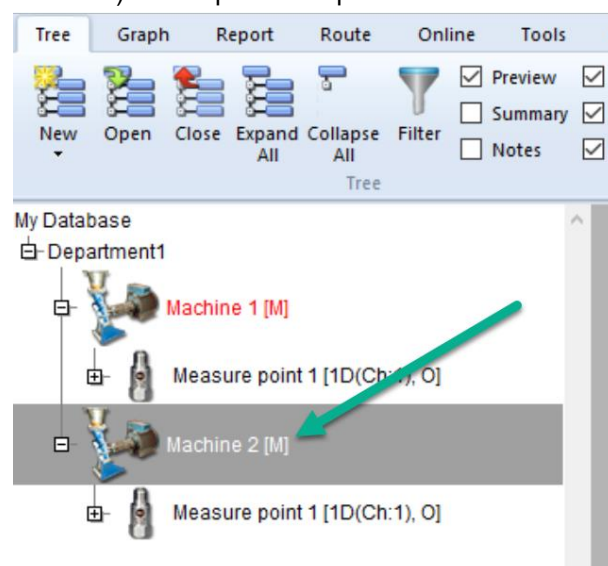 Tree Graph Report Route Online Tools
New Open Close Expand All Collapse All Filter
Preview
Summary
Notes
Tree
My Database
Department1
Machine 1 [M]
Measure point 1 [1D(Ch:1), O]
Machine 2 [M]
Measure point 1 [1D(Ch:1), O]